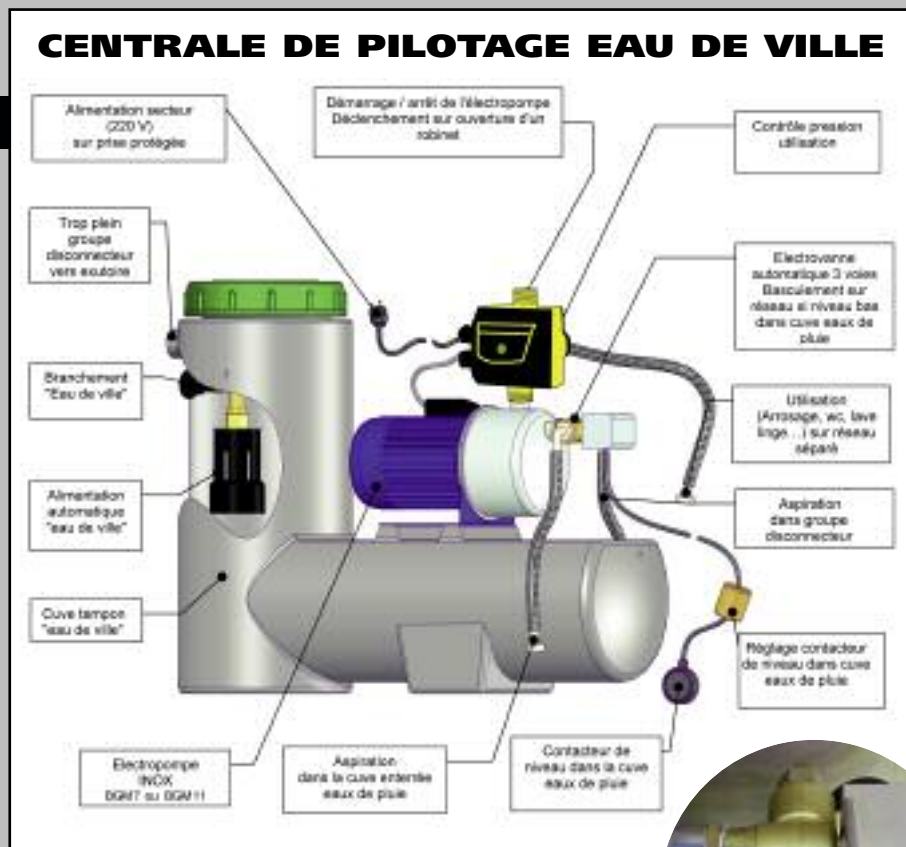 CENTRALE DE PILOTAGE EAU DE VILLE
Alimentation secteur
(220 V)
sur prise protégée
Démarrage / arrêt de l'électropompe
Déclenchement sur ouverture d'un
robinet
Contrôle pression
utilisation
Trop plein
groupe
disconnecteur
vers exutoire
Electrovanne
automatique 3 voies
Basculement sur
réseau si niveau bas
dans cuve eaux de
pluie
Branchement
"Eau de ville"
Utilisation
(Arrosage, wc, lave
linge…) sur réseau
séparé
Alimentation
automatique
"eau de ville"
Aspiration
dans groupe
disconnecteur
Cuve tampon
"eau de ville"
Réglage contacteur
de niveau dans cuve
eaux de pluie
Electropompe
INOX
BGM7 ou BGM11
Aspiration
dans la cuve enterrée
eaux de pluie
Contacteur de
niveau dans la cuve
eaux de pluie